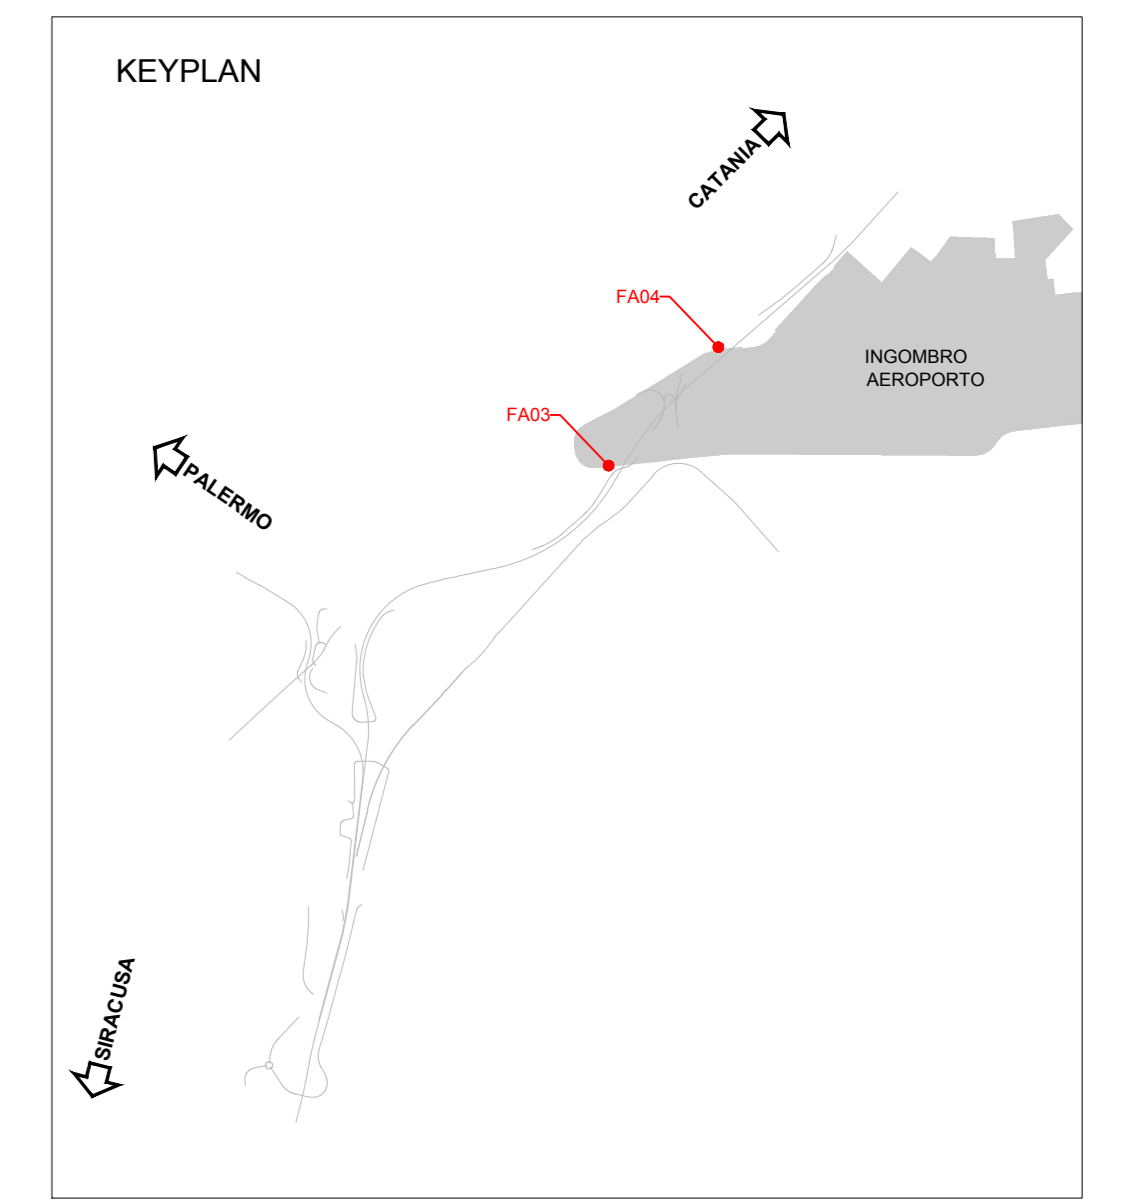 KEYPLAN
CATANIA
FA04
INGOMBRO
AEROPORTO
FA03
PALERMO
SIRACUSA